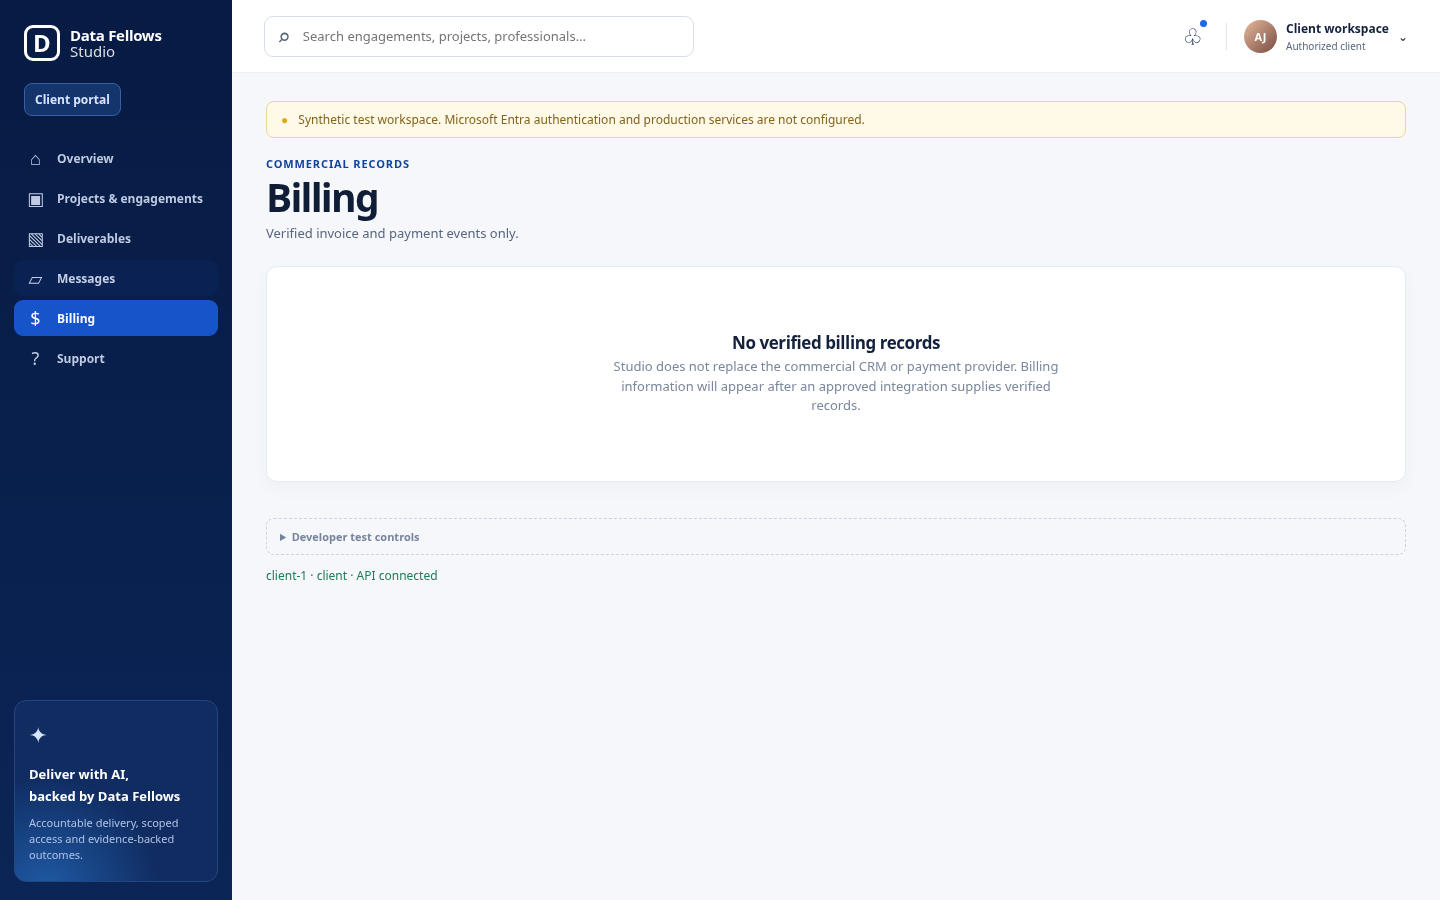 D
Data Fellows
Studio
Client portal
Overview
Projects & engagements
Deliverables
Messages
$ Billing
? Support
Deliver with AI,
backed by Data Fellows
Accountable delivery, scoped
access and evidence-backed
outcomes.
Search engagements, projects, professionals...
AJ
Client workspace
Authorized client
Synthetic test workspace. Microsoft Entra authentication and production services are not configured.
COMMERCIAL RECORDS
Billing
Verified invoice and payment events only.
No verified billing records
Studio does not replace the commercial CRM or payment provider. Billing
information will appear after an approved integration supplies verified
records.
Developer test controls
client-1 · client · API connected